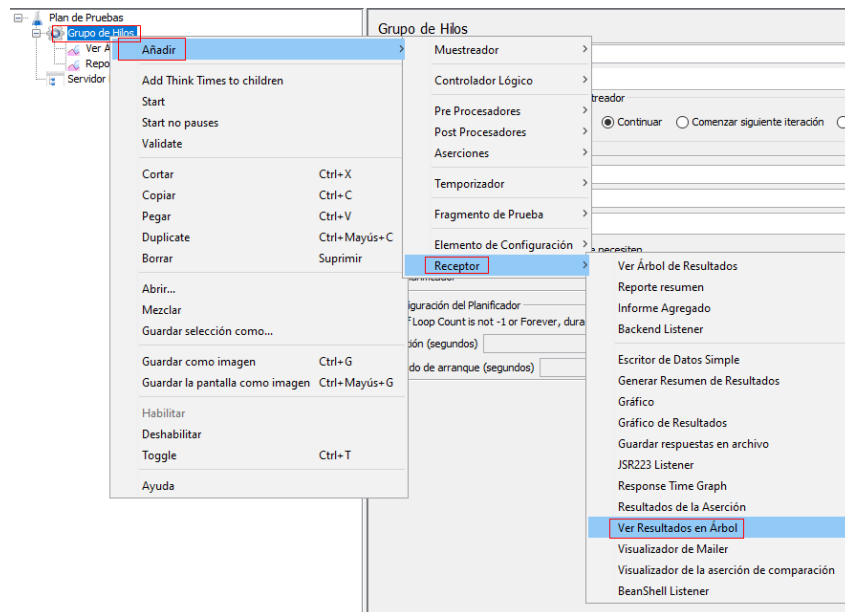 Plan de Pruebas
Grupo de Hilos
Ver A
Repo
Servidor
Añadir
Add Think Times to children
Start
Start no pauses
Validate
Cortar Ctrl+X
Copiar Ctrl+C
Pegar Ctrl+V
Duplicate Ctrl+Mayús+C
Borrar Suprimir
Abrir...
Mezclar
Guardar selección como...
Guardar como imagen Ctrl+G
Guardar la pantalla como imagen Ctrl+Mayús+G
Habilitar
Deshabilitar
Toggle Ctrl+T
Ayuda
Grupo de Hilos
Muestreador
Controlador Lógico
Pre Procesadores
Post Procesadores
Aserciones
Temporizador
Fragmento de Prueba
Elemento de Configuración
Receptor
treador
Continuar Comenzar siguiente iteración
e necesiten
iguración del Planificador
f Loop Count is not -1 or Forever, dura
ión (segundos)
do de arranque (segundos)
Ver Árbol de Resultados
Reporte resumen
Informe Agregado
Backend Listener
Escritor de Datos Simple
Generar Resumen de Resultados
Gráfico
Gráfico de Resultados
Guardar respuestas en archivo
JSR223 Listener
Response Time Graph
Resultados de la Aserción
Ver Resultados en Árbol
Visualizador de Mailer
Visualizador de la aserción de comparación
BeanShell Listener